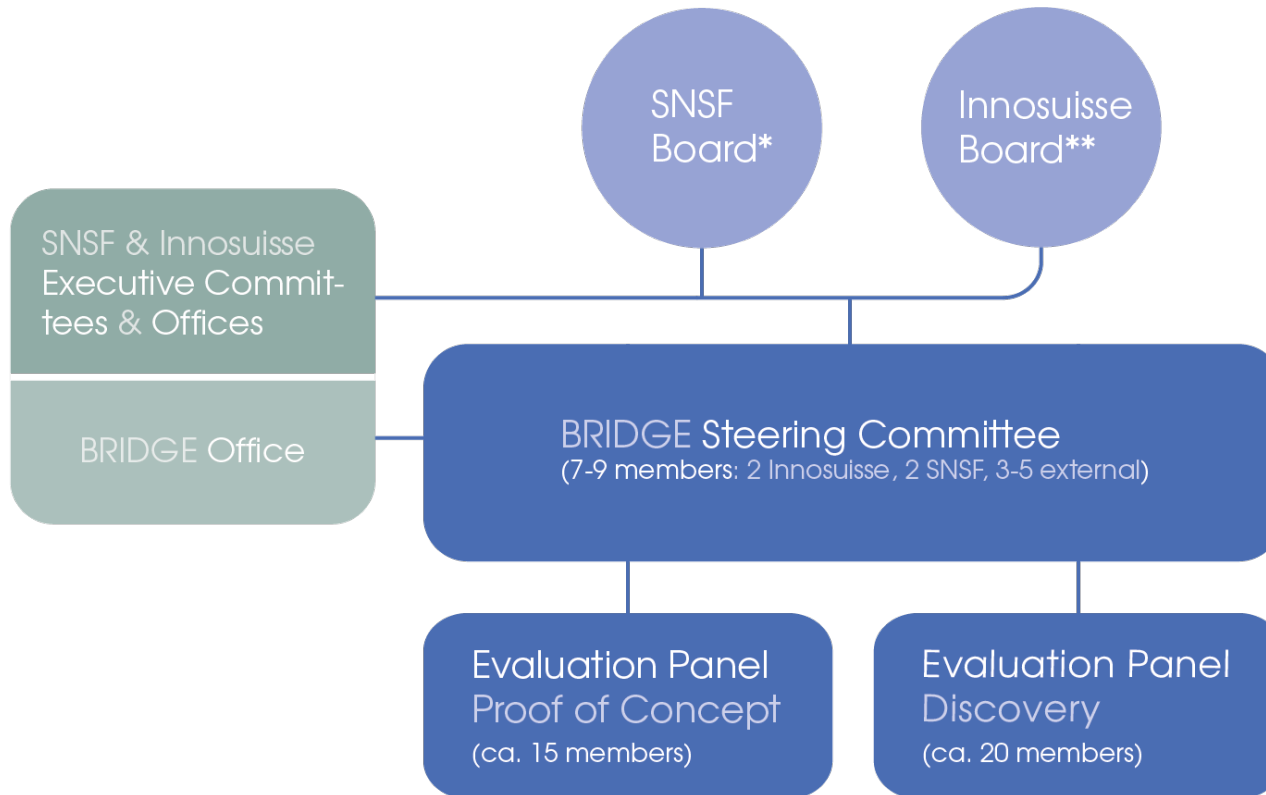 SNSF
Board*
Innosuisse
Board**
SNSF & Innosuisse
Executive Commit-
tees & Offices
BRIDGE Office
BRIDGE Steering Committee
(7-9 members: 2 Innosuisse, 2 SNSF, 3-5 external)
Evaluation Panel
Proof of Concept
(ca. 15 members)
Evaluation Panel
Discovery
(ca. 20 members)